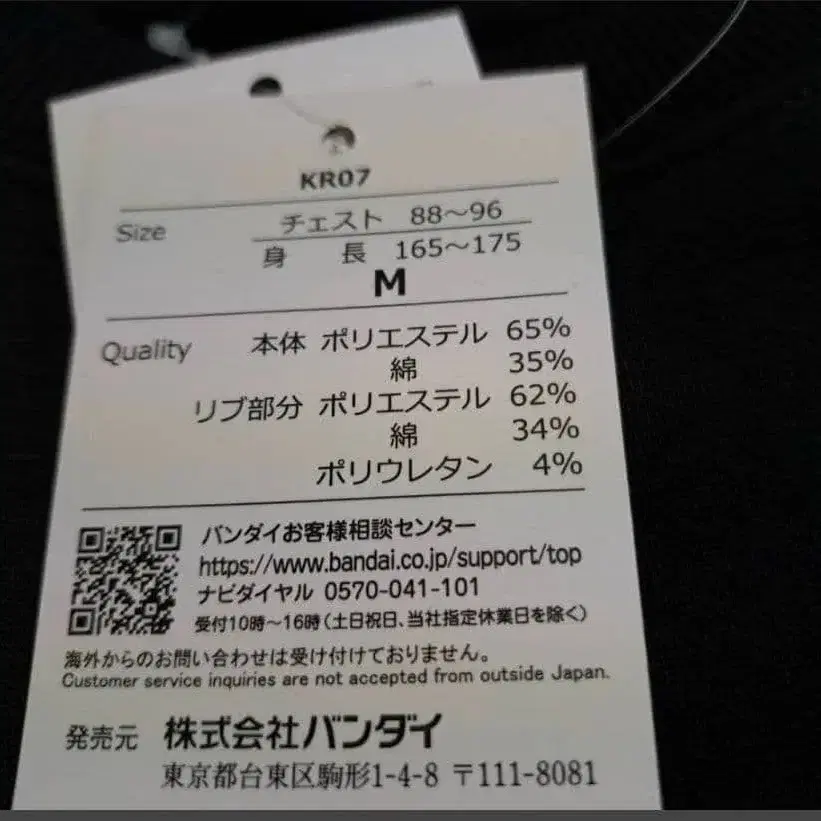 KR07
Size チェスト 88～96
身 長 165～175
M
Quality 本体 ポリエステル 65%
綿 35%
リブ部分 ポリエステル 62%
綿 34%
ポリウレタン 4%
バンダイお客様相談センター
https://www.bandai.co.jp/support/top
ナビダイヤル 0570-041-101
受付10時～16時(土日祝日、当社指定休業日を除く)
海外からのお問い合わせは受け付けておりません。
Customer service inquiries are not accepted from outside Japan.
発売元 株式会社バンダイ
東京都台東区駒形1-4-8 〒111-8081